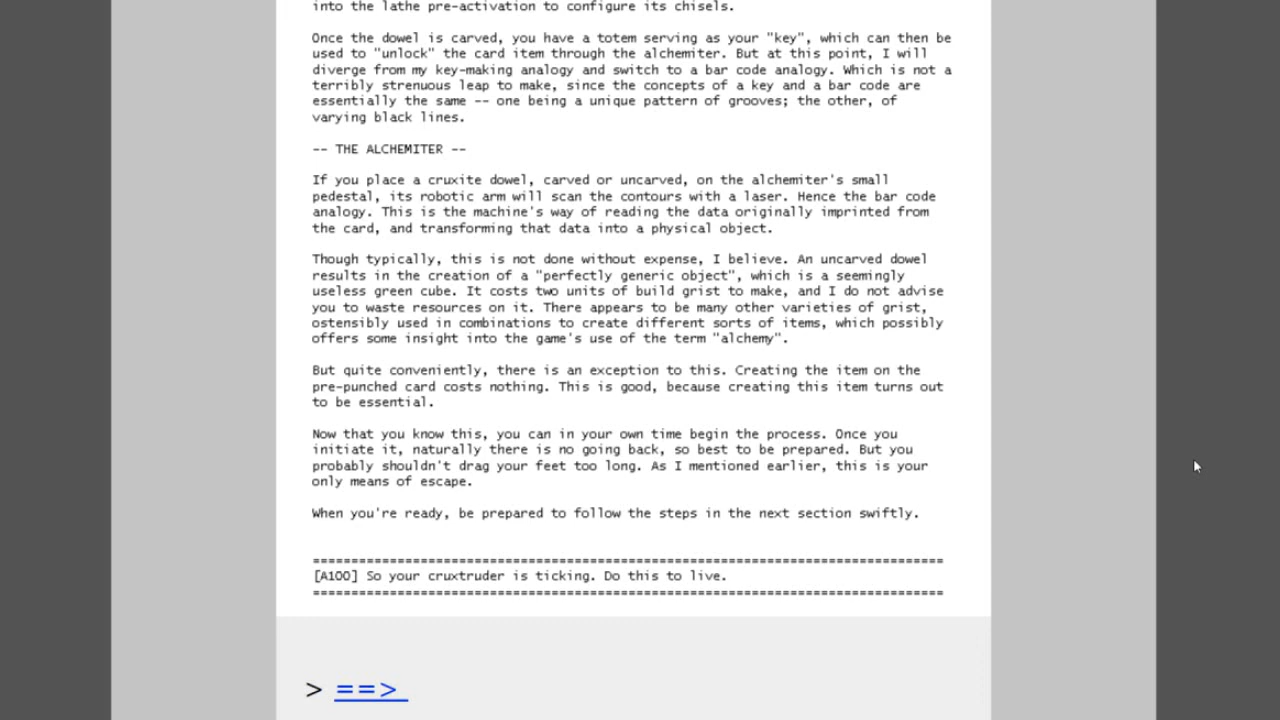 into the lathe pre-activation to configure its chisels.
Once the dowel is carved, you have a totem serving as your "key", which can then be
used to "unlock" the card item through the alchemiter. But at this point, I will
diverge from my key-making analogy and switch to a bar code analogy. Which is not a
terribly strenuous leap to make, since the concepts of a key and a bar code are
essentially the same -- one being a unique pattern of grooves; the other, of
varying black lines.
-- THE ALCHEMITER --
If you place a cruxite dowel, carved or uncarved, on the alchemiter's small
pedestal, its robotic arm will scan the contours with a laser. Hence the bar code
analogy. This is the machine's way of reading the data originally imprinted from
the card, and transforming that data into a physical object.
Though typically, this is not done without expense, I believe. An uncarved dowel
results in the creation of a "perfectly generic object", which is a seemingly
useless green cube. It costs two units of build grist to make, and I do not advise
you to waste resources on it. There appears to be many other varieties of grist,
ostensibly used in combinations to create different sorts of items, which possibly
offers some insight into the game's use of the term "alchemy".
But quite conveniently, there is an exception to this. Creating the item on the
pre-punched card costs nothing. This is good, because creating this item turns out
to be essential.
Now that you know this, you can in your own time begin the process. Once you
initiate it, naturally there is no going back, so best to be prepared. But you
probably shouldn't drag your feet too long. As I mentioned earlier, this is your
only means of escape.
When you're ready, be prepared to follow the steps in the next section swiftly.
==================================================================================
[A100] So your cruxtruder is ticking. Do this to live.
==================================================================================
> ==>